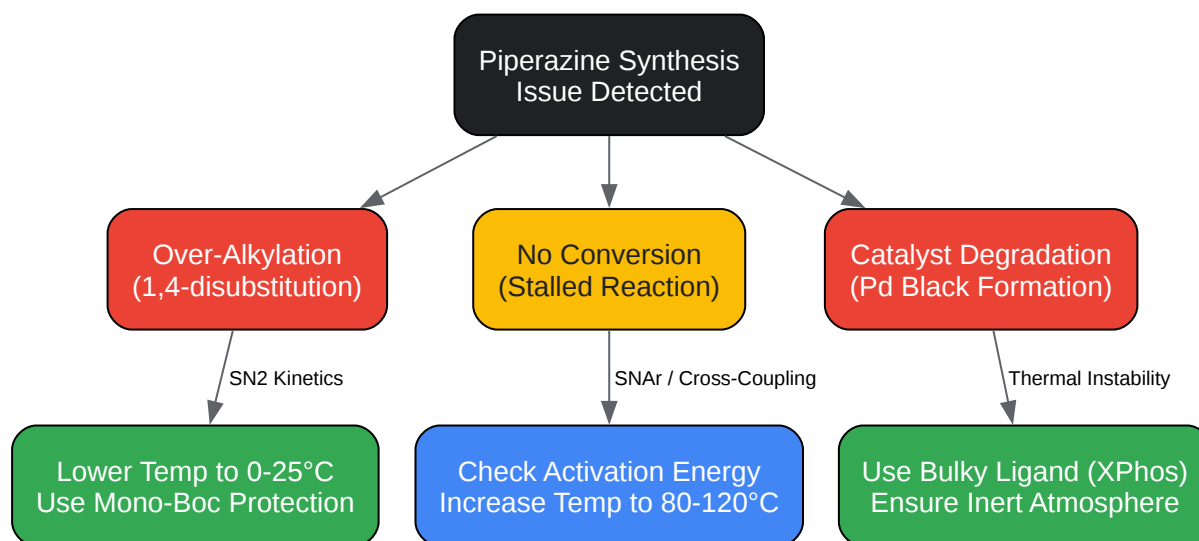 Piperazine Synthesis
Issue Detected
Over-Alkylation
(1,4-disubstitution)
No Conversion
(Stalled Reaction)
Catalyst Degradation
(Pd Black Formation)
SN2 Kinetics
SNAr / Cross-Coupling
Thermal Instability
Lower Temp to 0-25°C
Use Mono-Boc Protection
Check Activation Energy
Increase Temp to 80-120°C
Use Bulky Ligand (XPhos)
Ensure Inert Atmosphere